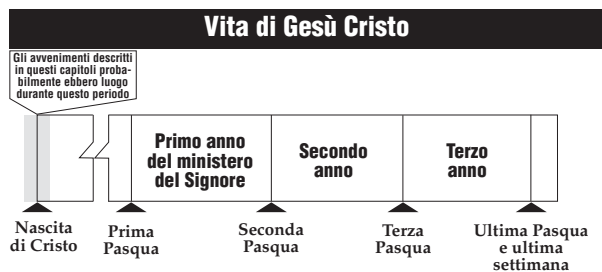 Vita di Gesù Cristo
Gli avvenimenti descritti
in questi capitoli proba-
bilmente ebbero luogo
durante questo periodo
Primo anno
del ministero
del Signore
Secondo
anno
Terzo
anno
Nascita
di Cristo
Prima
Pasqua
Seconda
Pasqua
Terza
Pasqua
Ultima Pasqua
e ultima
settimana